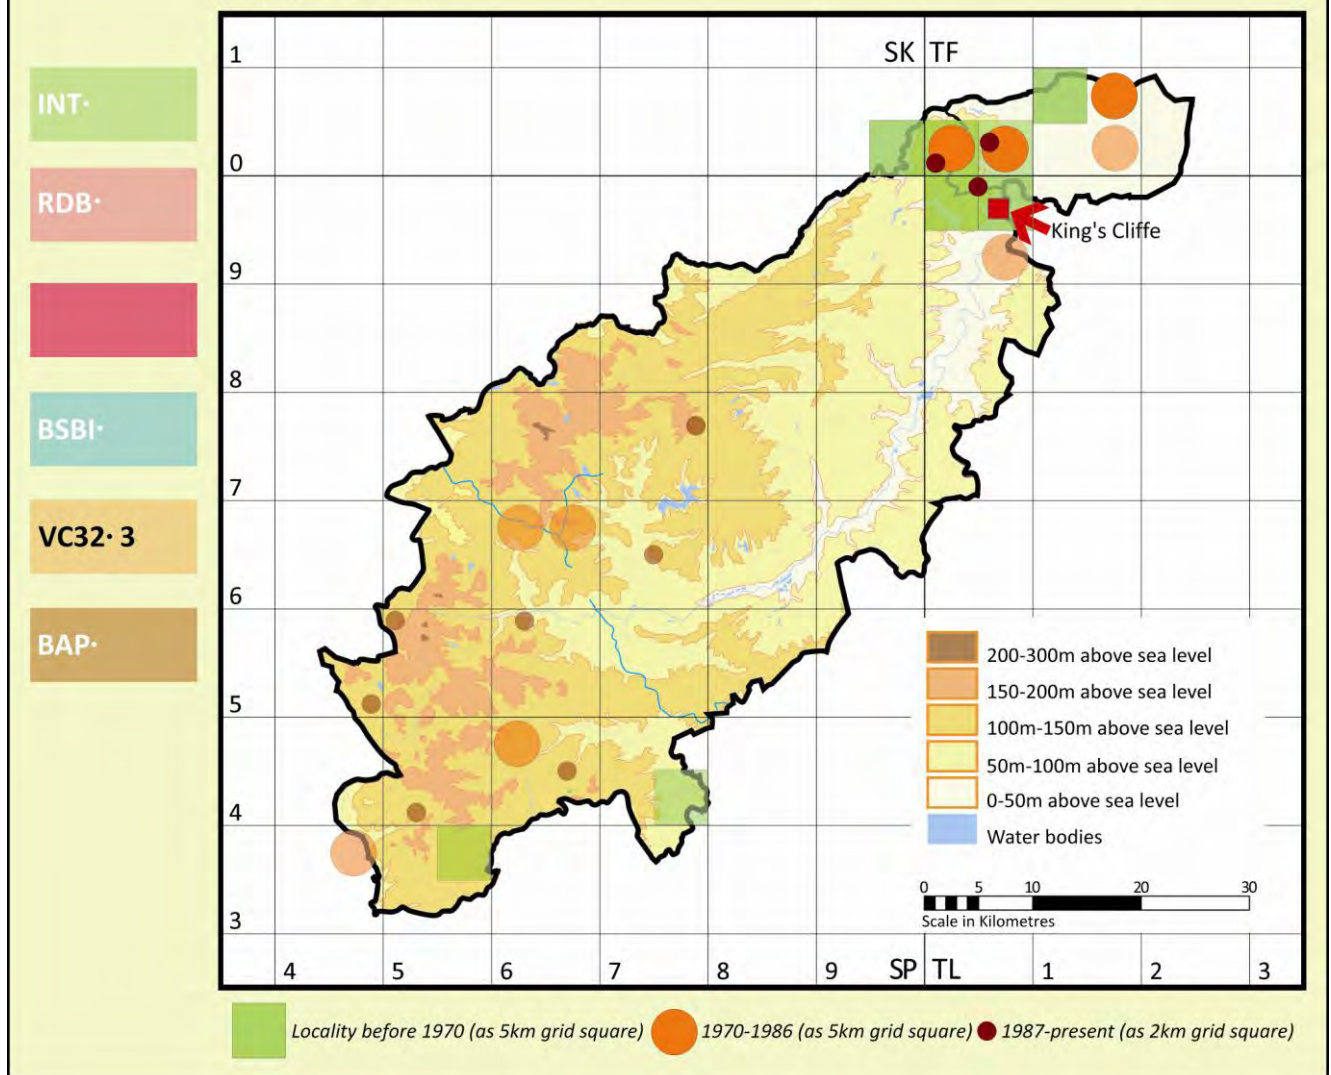 INT·
RDB·
BSBI·
VC32· 3
BAP·
SK TF
1
0
9
8
7
6
5
4
3
King's Cliffe
200-300m above sea level
150-200m above sea level
100m-150m above sea level
50m-100m above sea level
0-50m above sea level
Water bodies
0 5 10 20 30
Scale in Kilometres
4 5 6 7 8 9 SP TL 1 2 3
Locality before 1970 (as 5km grid square) 1970-1986 (as 5km grid square) 1987-present (as 2km grid square)